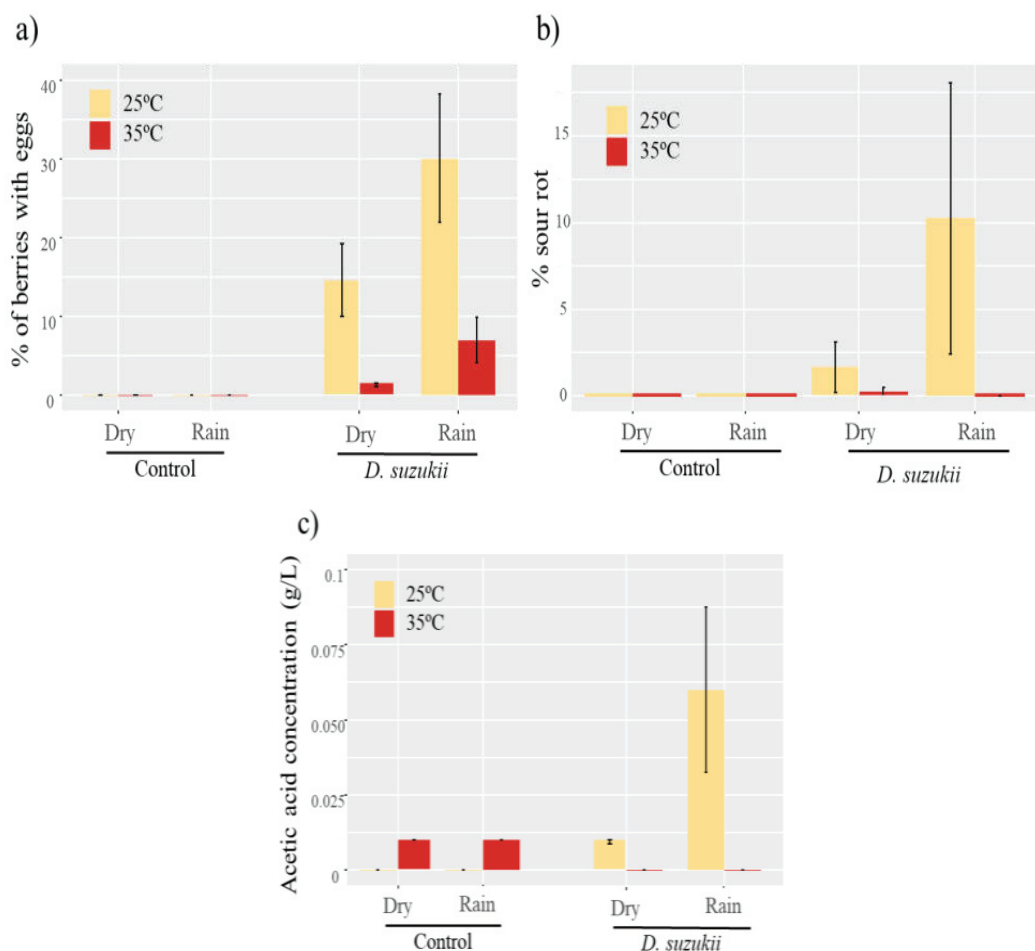 a)
% of berries with eggs
40
30
20
10
0
25ºC
35ºC
Dry
Rain
Dry
Rain
Control
D. suzukii
b)
% sour rot
15
10
5
0
25ºC
35ºC
Dry
Rain
Dry
Rain
Control
D. suzukii
c)
Acetic acid concentration (g/L)
0.1
0.075
0.050
0.025
0
25ºC
35ºC
Dry
Rain
Dry
Rain
Control
D. suzukii